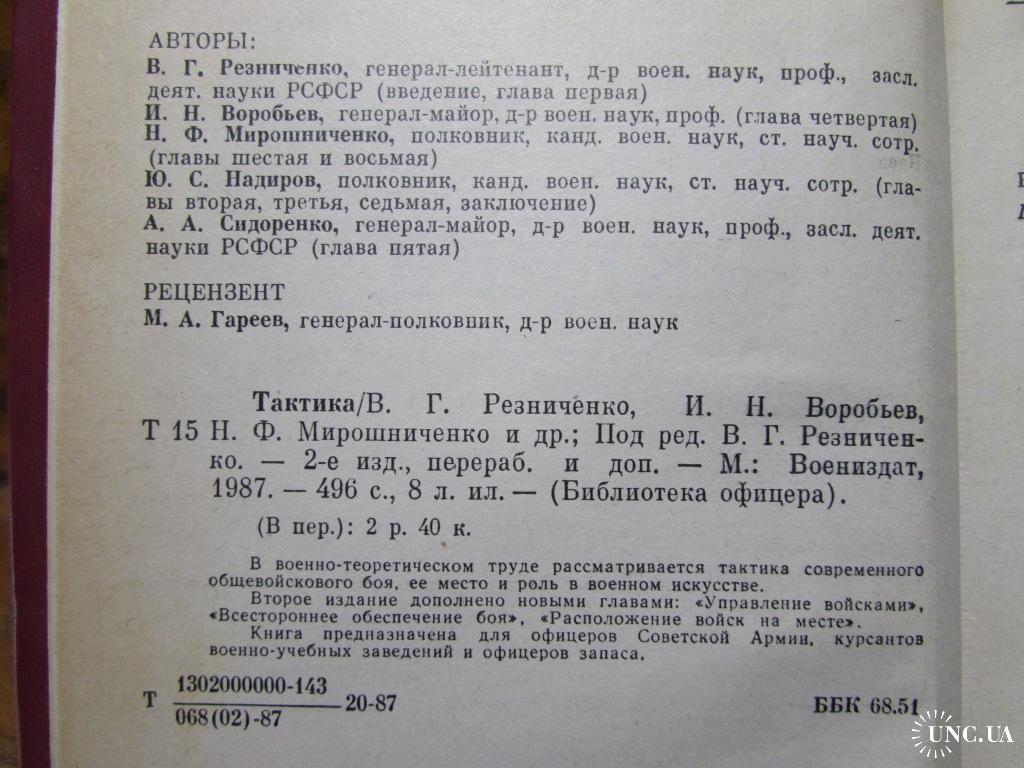 АВТОРЫ:
В. Г. Резниченко, генерал-лейтенант, д-р воен. наук, проф., засл.
деят. науки РСФСР (введение, глава первая)
И. Н. Воробьев, генерал-майор, д-р воен. наук, проф. (глава четвертая)
Н. Ф. Мирошниченко, полковник, канд. воен. наук, ст. науч. сотр.
(главы шестая и восьмая)
Ю. С. Надиров, полковник, канд. воен. наук, ст. науч. сотр. (гла-
вы вторая, третья, седьмая, заключение)
А. А. Сидоренко, генерал-майор, д-р воен. наук, проф., засл. деят.
науки РСФСР (глава пятая)
РЕЦЕНЗЕНТ
М. А. Гареев, генерал-полковник, д-р воен. наук
Тактика/В. Г. Резниченко, И. Н. Воробьев,
Т 15 Н. Ф. Мирошниченко и др.; Под ред. В. Г. Резничен-
ко. — 2-е изд., перераб. и доп. — М.: Воениздат,
1987. — 496 с., 8 л. ил. — (Библиотека офицера).
(В пер.): 2 р. 40 к.
В военно-теоретическом труде рассматривается тактика современного
общевойскового боя, ее место и роль в военном искусстве.
Второе издание дополнено новыми главами: «Управление войсками»,
«Всестороннее обеспечение боя», «Расположение войск на месте».
Книга предназначена для офицеров Советской Армии, курсантов
военно-учебных заведений и офицеров запаса.
Т 1302000000-143
068(02)-87 20-87
ББК 68.51
UNC.UA